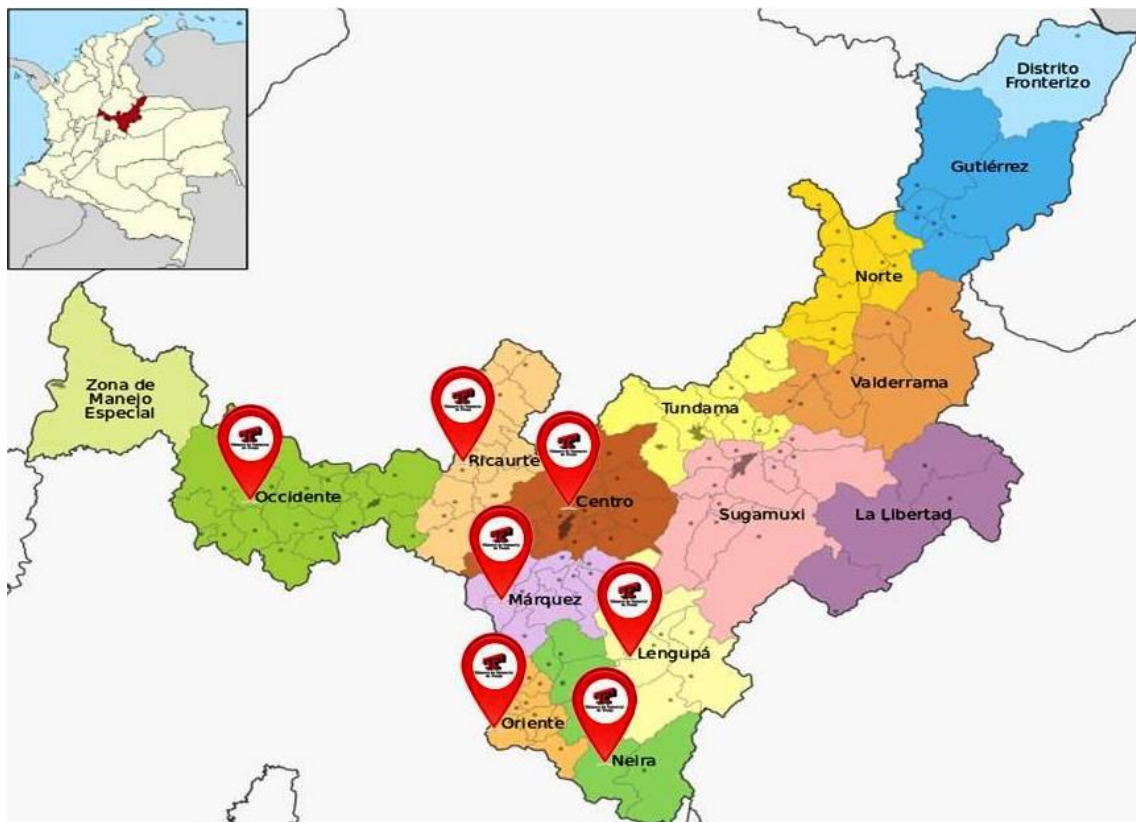 Distrito
Fronterizo
Gutiérrez
Norte
Valderrama
Zona de
Manejo
Especial
Tundama
Ricaurte
Occidente
Centro
Sugamuxi
La Libertad
Márquez
Lengupá
Oriente
Neira